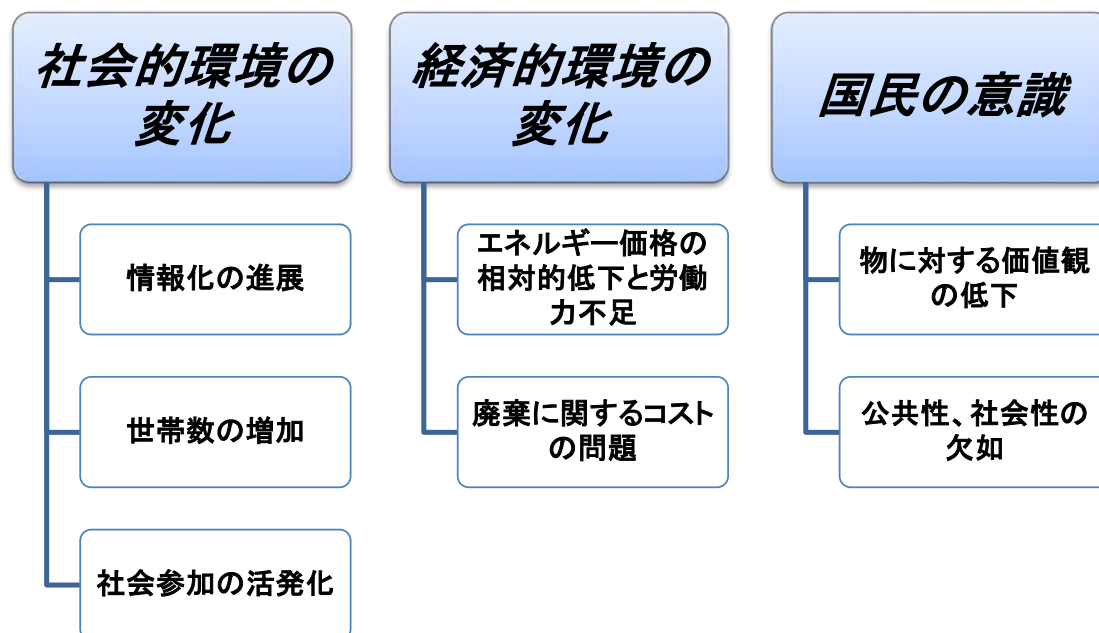 社会的環境の
変化
情報化の進展
世帯数の増加
社会参加の活発化
経済的環境の
変化
エネルギー価格の
相対的低下と労働
力不足
廃棄に関するコスト
の問題
国民の意識
物に対する価値観
の低下
公共性、社会性の
欠如